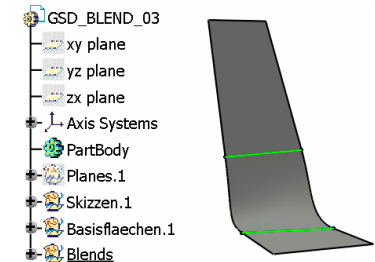 GSD_BLEND_03
xy plane
yz plane
zx plane
Axis Systems
PartBody
Planes.1
Skizzen.1
Basisflaechen.1
Blends